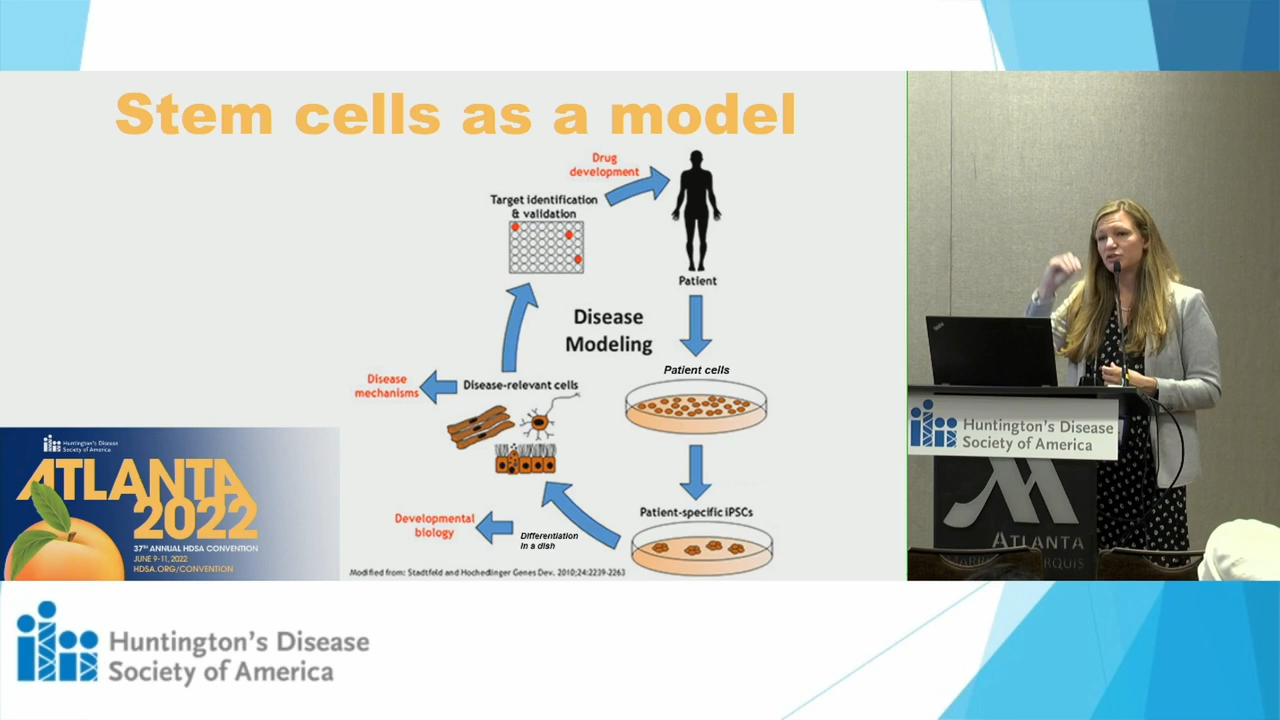 Stem cells as a model
Drug
development
Target identification
& validation
Patient
Disease
Modeling
Patient cells
Disease
mechanisms
Disease-relevant cells
Patient-specific iPSCs
Developmental
biology
Differentiation
in a dish
Modified from: Stadtfeld and Hochedlinger Genes Dev. 2010;24:2239-2263
Huntington's Disease
Society of America
ATLANTA
2022
37TH ANNUAL HDSA CONVENTION
JUNE 9-11, 2022
HDSA.ORG/CONVENTION
Huntington's Disease
Society of America
ATLANTA
MARQUIS
Huntington's Disease
Society of America